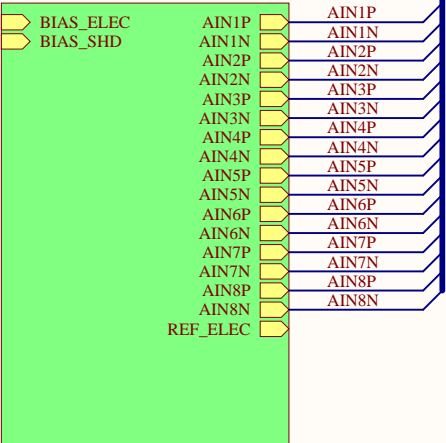 BIAS_ELEC AIN1P AIN1P
BIAS_SHD AIN1N AIN1N
AIN2P AIN2P
AIN2N AIN2N
AIN3P AIN3P
AIN3N AIN3N
AIN4P AIN4P
AIN4N AIN4N
AIN5P AIN5P
AIN5N AIN5N
AIN6P AIN6P
AIN6N AIN6N
AIN7P AIN7P
AIN7N AIN7N
AIN8P AIN8P
AIN8N AIN8N
REF_ELEC